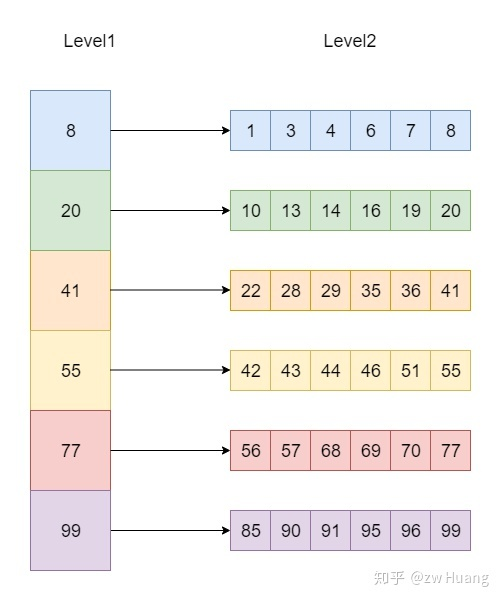 Level1 Level2
8 1 3 4 6 7 8
20 10 13 14 16 19 20
41 22 28 29 35 36 41
55 42 43 44 46 51 55
77 56 57 68 69 70 77
99 85 90 91 95 96 99
知乎 @zw Huang